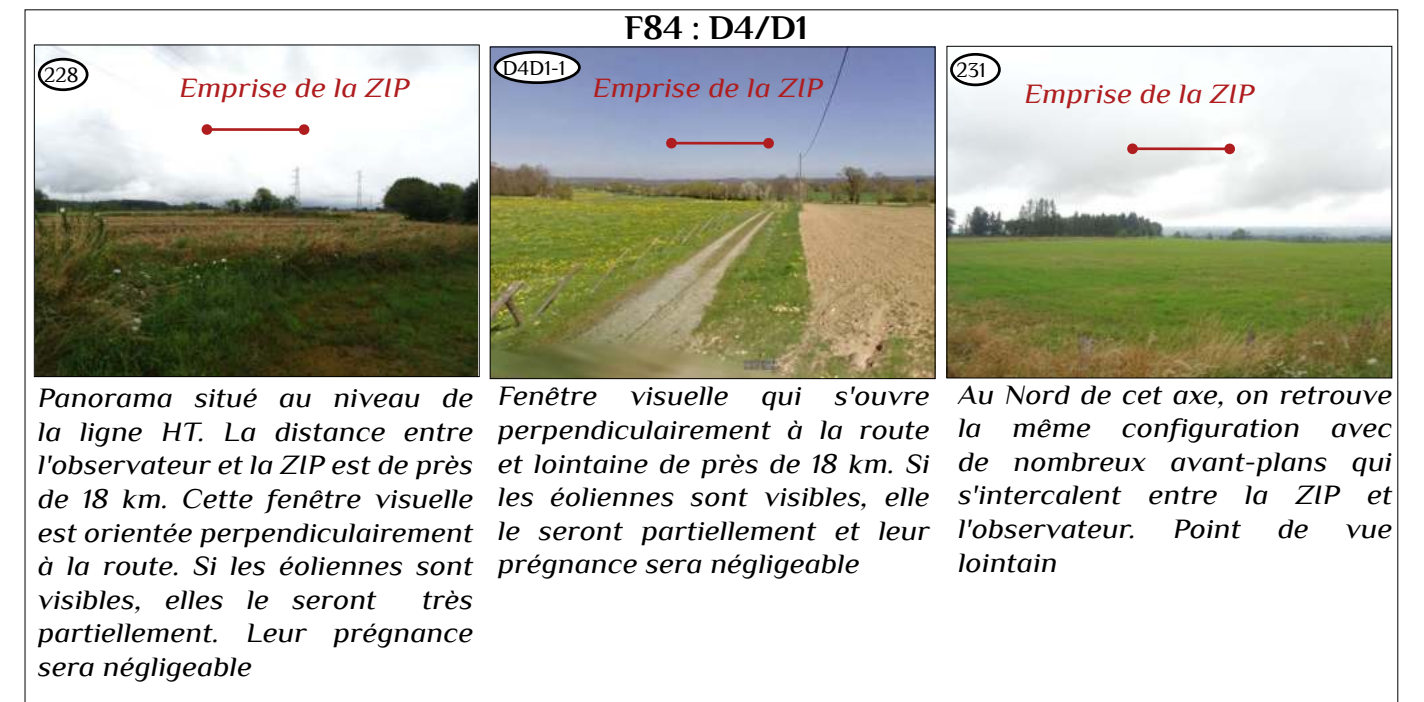 F84 : D4/D1
228
Emprise de la ZIP
D4D1-1
Emprise de la ZIP
231
Emprise de la ZIP
Panorama situé au niveau de
la ligne HT. La distance entre
l'observateur et la ZIP est de près
de 18 km. Cette fenêtre visuelle
est orientée perpendiculairement
à la route. Si les éoliennes sont
visibles, elles le seront très
partiellement. Leur prégnance
sera négligeable
Fenêtre visuelle qui s'ouvre
perpendiculairement à la route
et lointaine de près de 18 km. Si
les éoliennes sont visibles, elle
le seront partiellement et leur
prégnance sera négligeable
Au Nord de cet axe, on retrouve
la même configuration avec
de nombreux avant-plans qui
s'intercalent entre la ZIP et
l'observateur. Point de vue
lointain